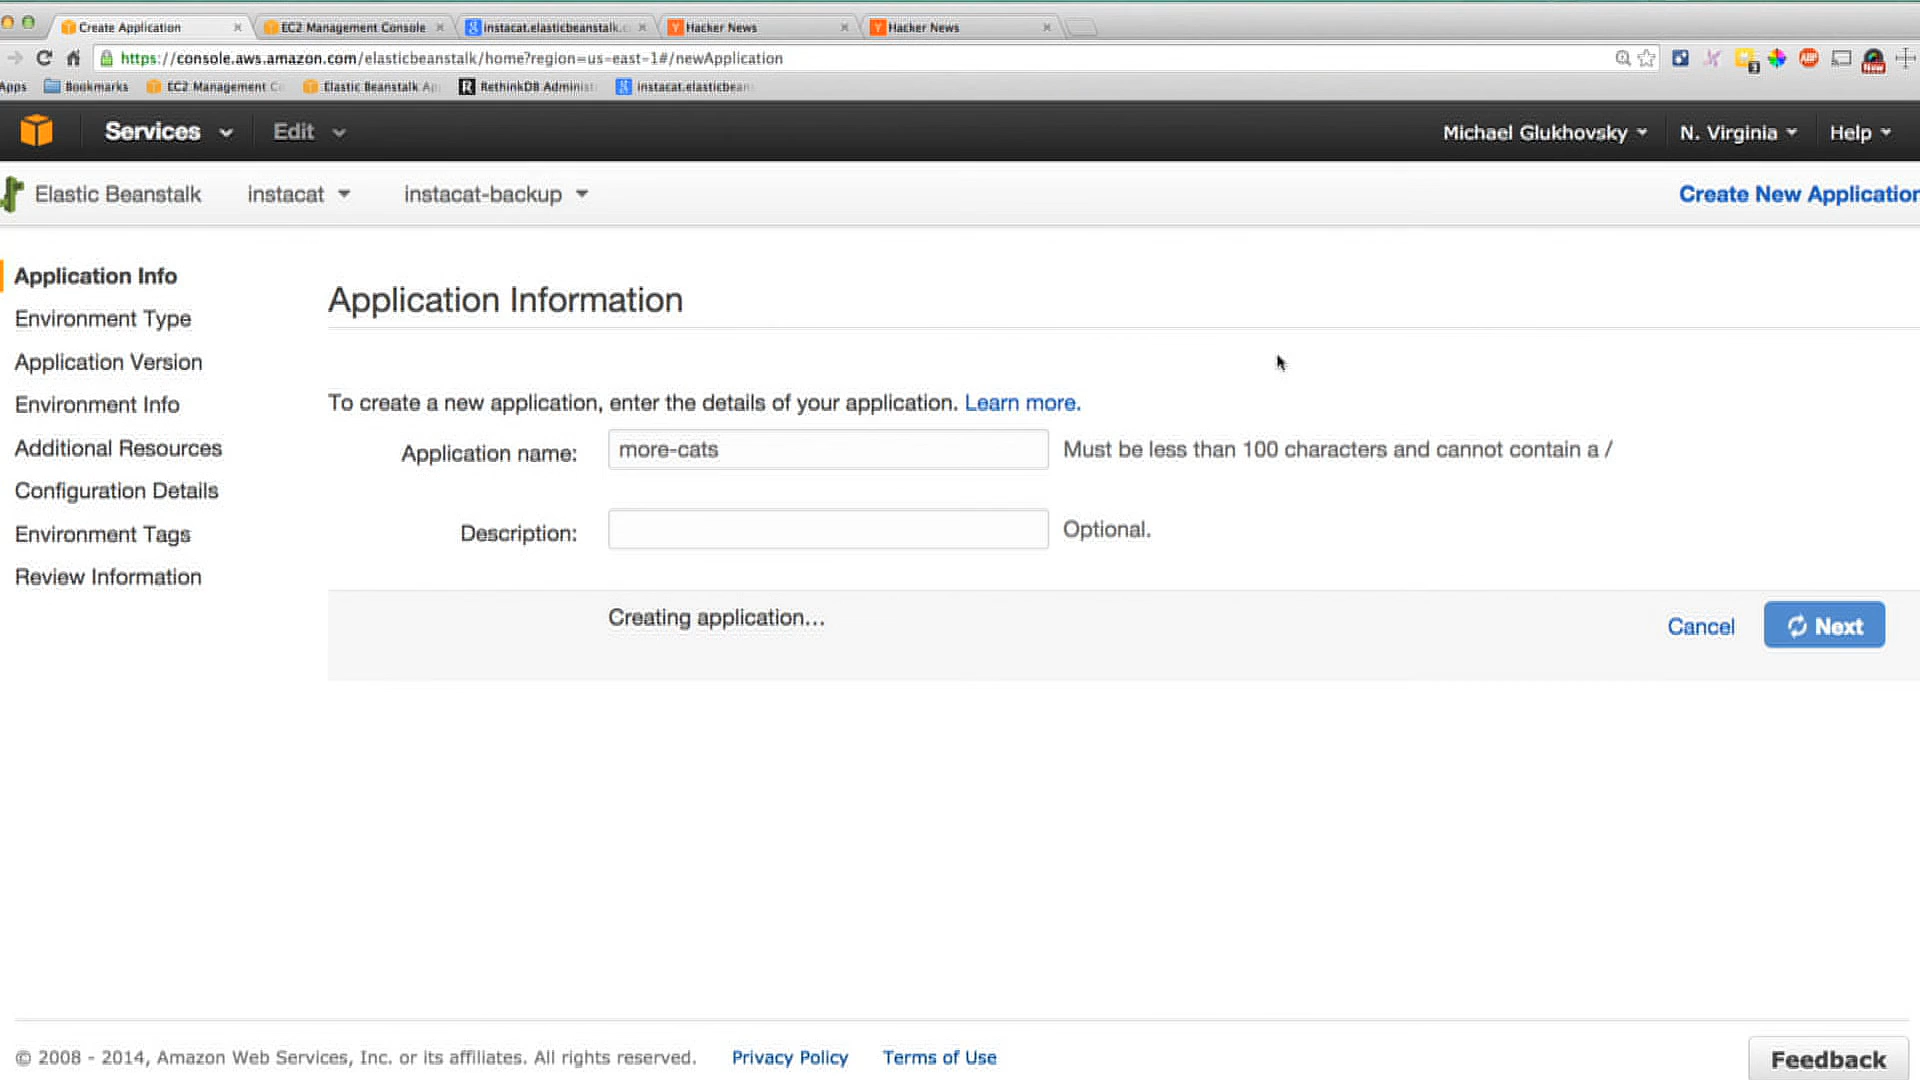 Create Application
EC2 Management Console
instacat.elasticbeanstalk.c
Hacker News
Hacker News
https://console.aws.amazon.com/elasticbeanstalk/home?region=us-east-1#/newApplication
Apps
Bookmarks
EC2 Management C
Elastic Beanstalk Ap
RethinkDB Administ
instacat.elasticbean
Services
Edit
Michael Glukhovsky
N. Virginia
Help
Elastic Beanstalk
instacat
instacat-backup
Create New Application
Application Info
Environment Type
Application Version
Environment Info
Additional Resources
Configuration Details
Environment Tags
Review Information
Application Information
To create a new application, enter the details of your application. Learn more.
Application name: more-cats Must be less than 100 characters and cannot contain a /
Description: Optional.
Creating application...
Cancel
Next
© 2008 - 2014, Amazon Web Services, Inc. or its affiliates. All rights reserved. Privacy Policy Terms of Use
Feedback